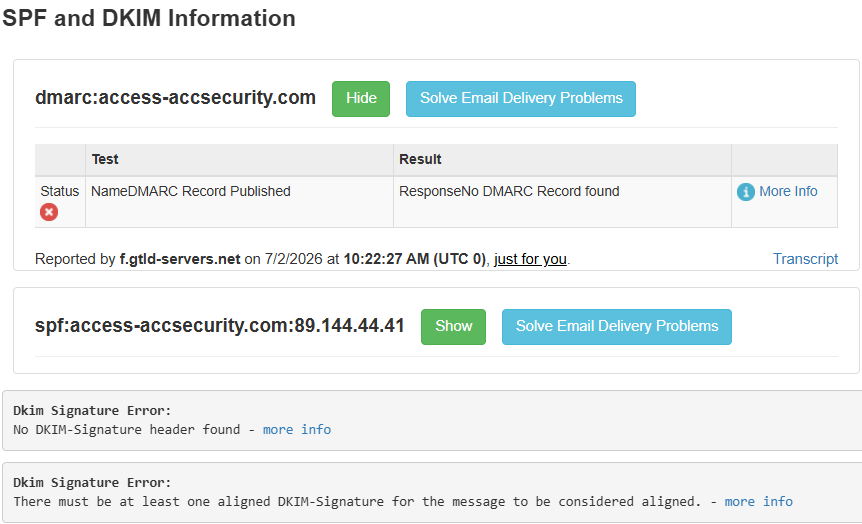 SPF and DKIM Information
dmarc:access-accsecurity.com Hide Solve Email Delivery Problems
Test Result
Status NameDMARC Record Published ResponseNo DMARC Record found More Info
Reported by f.gtld-servers.net on 7/2/2026 at 10:22:27 AM (UTC 0), just for you. Transcript
spf:access-accsecurity.com:89.144.44.41 Show Solve Email Delivery Problems
Dkim Signature Error:
No DKIM-Signature header found - more info
Dkim Signature Error:
There must be at least one aligned DKIM-Signature for the message to be considered aligned. - more info